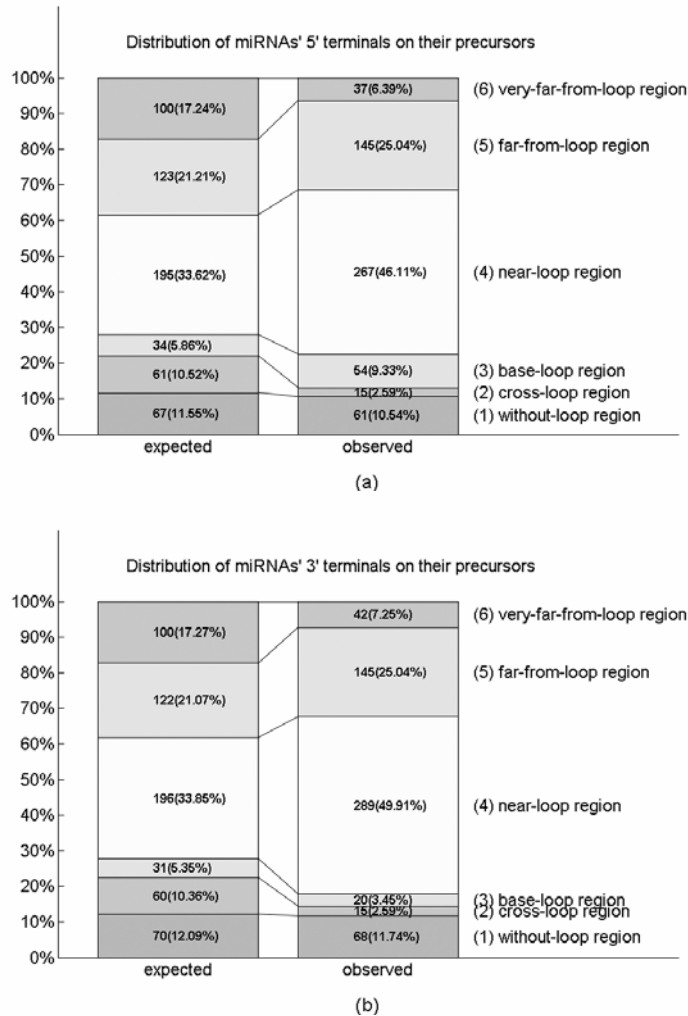 Distribution of miRNAs' 5' terminals on their precursors
100%
90%
80%
70%
60%
50%
40%
30%
20%
10%
0%
100(17.24%)
123(21.21%)
195(33.62%)
34(5.86%)
61(10.52%)
67(11.55%)
37(6.39%)
145(25.04%)
267(46.11%)
54(9.33%)
15(2.59%)
61(10.54%)
(6) very-far-from-loop region
(5) far-from-loop region
(4) near-loop region
(3) base-loop region
(2) cross-loop region
(1) without-loop region
expected
observed
(a)
Distribution of miRNAs' 3' terminals on their precursors
100%
90%
80%
70%
60%
50%
40%
30%
20%
10%
0%
100(17.27%)
122(21.07%)
196(33.85%)
31(5.35%)
60(10.36%)
70(12.09%)
42(7.25%)
145(25.04%)
289(49.91%)
20(3.45%)
15(2.59%)
68(11.74%)
(6) very-far-from-loop region
(5) far-from-loop region
(4) near-loop region
(3) base-loop region
(2) cross-loop region
(1) without-loop region
expected
observed
(b)